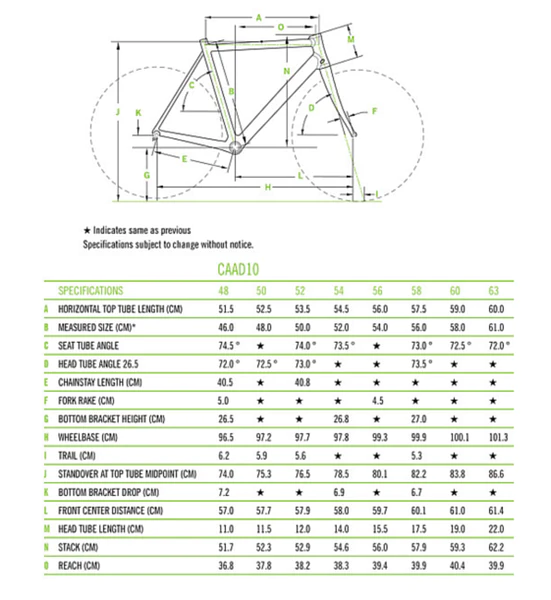 A
O
M
N
C
B
J
D
F
K
E
G
L
I
H
★ Indicates same as previous
Specifications subject to change without notice.
CAAD10
SPECIFICATIONS 48 50 52 54 56 58 60 63
A HORIZONTAL TOP TUBE LENGTH (CM) 51.5 52.5 53.5 54.5 56.0 57.5 59.0 60.0
B MEASURED SIZE (CM)* 46.0 48.0 50.0 52.0 54.0 56.0 58.0 61.0
C SEAT TUBE ANGLE 74.5° ★ 74.0° 73.5° ★ 73.0° 72.5° 72.0°
D HEAD TUBE ANGLE 26.5 72.0° 72.5° 73.0° ★ ★ 73.5° ★ ★
E CHAINSTAY LENGTH (CM) 40.5 ★ 40.8 ★ ★ ★ ★ ★
F FORK RAKE (CM) 5.0 ★ ★ ★ 4.5 ★ ★ ★
G BOTTOM BRACKET HEIGHT (CM) 26.5 ★ ★ 26.8 ★ 27.0 ★ ★
H WHEELBASE (CM) 96.5 97.2 97.7 97.8 99.3 99.9 100.1 101.3
I TRAIL (CM) 6.2 5.9 5.6 ★ ★ 5.3 ★ ★
J STANDOVER AT TOP TUBE MIDPOINT (CM) 74.0 75.3 76.5 78.5 80.1 82.2 83.8 86.6
K BOTTOM BRACKET DROP (CM) 7.2 ★ ★ 6.9 ★ 6.7 ★ ★
L FRONT CENTER DISTANCE (CM) 57.0 57.7 57.9 58.0 59.7 60.1 61.0 61.4
M HEAD TUBE LENGTH (CM) 11.0 11.5 12.0 14.0 15.5 17.5 19.0 22.0
N STACK (CM) 51.7 52.3 52.9 54.6 56.0 57.9 59.3 62.2
O REACH (CM) 36.8 37.8 38.2 38.3 39.4 39.9 40.4 39.9